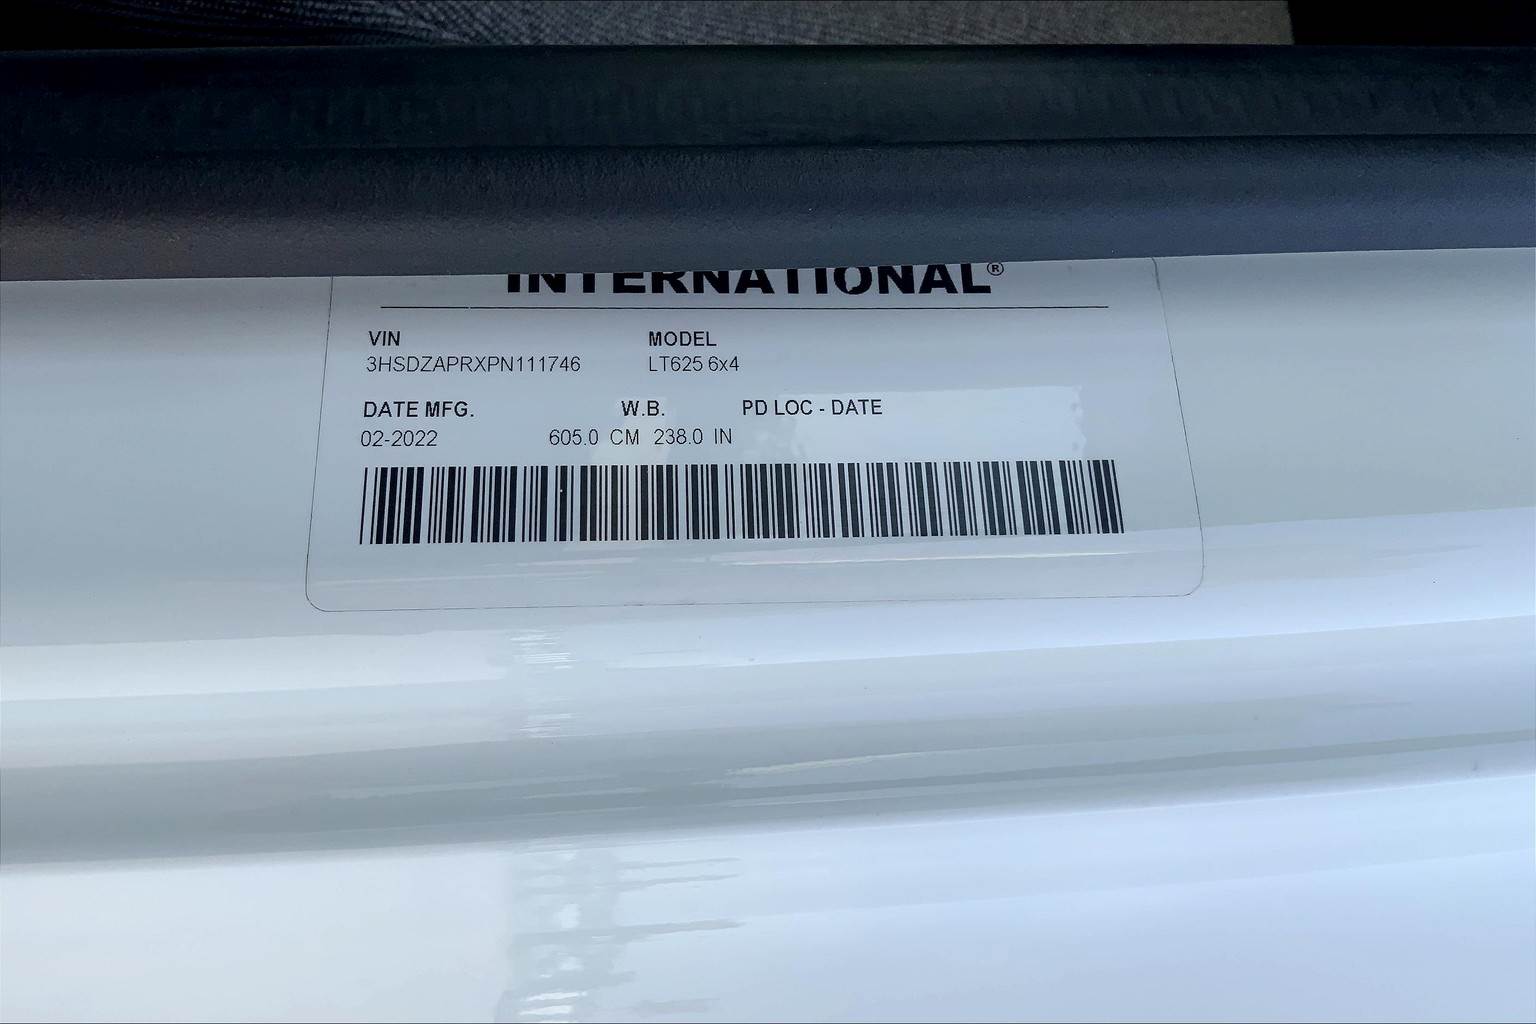 INTERNATIONAL®
VIN MODEL
3HSDZAPRXPN111746 LT625 6x4
DATE MFG. W.B. PD LOC - DATE
02-2022 605.0 CM 238.0 IN